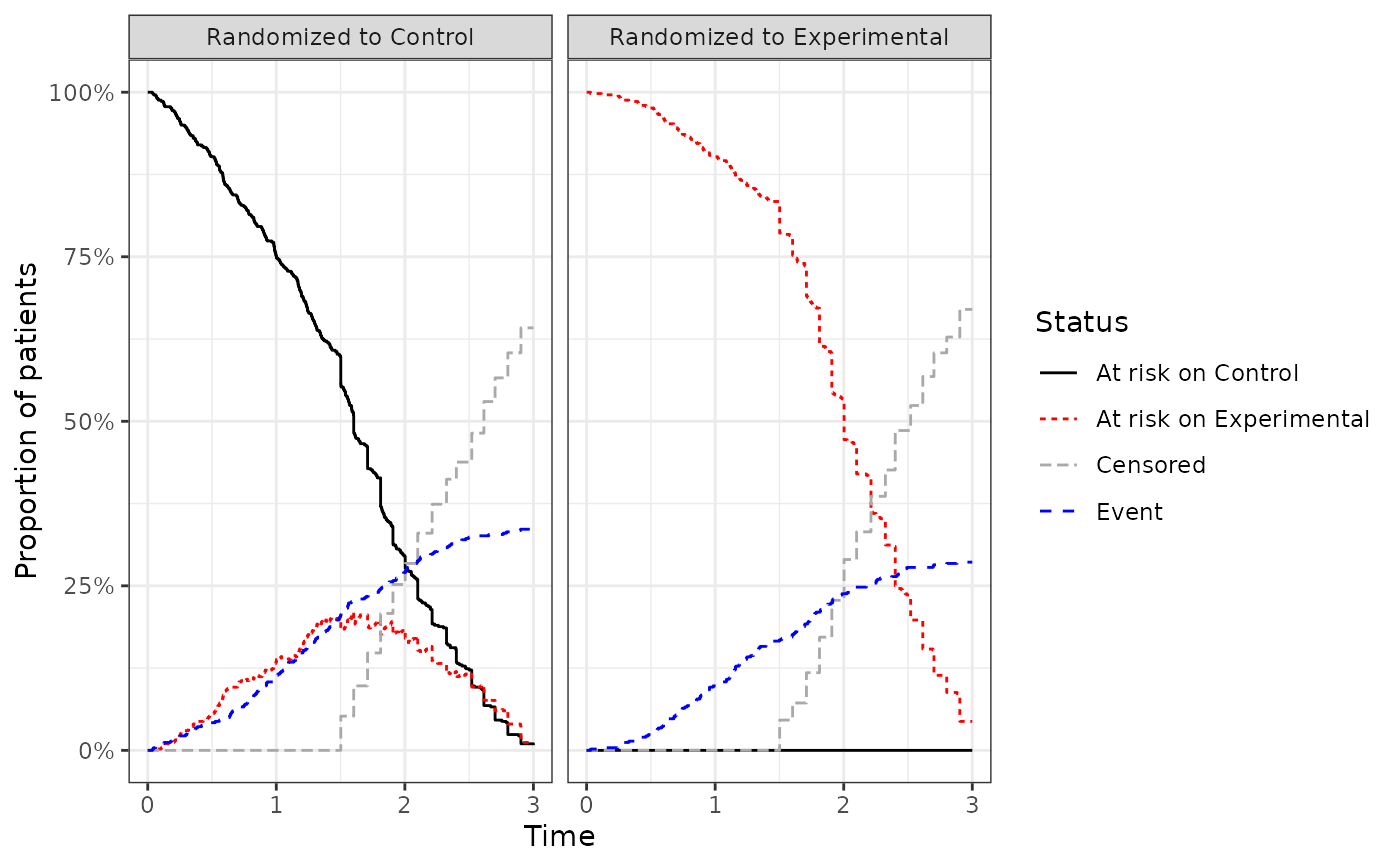 Randomized to Control
Randomized to Experimental
Proportion of patients
100%
75%
50%
25%
0%
0 1 2 3
0 1 2 3
Time
Status
At risk on Control
At risk on Experimental
Censored
Event